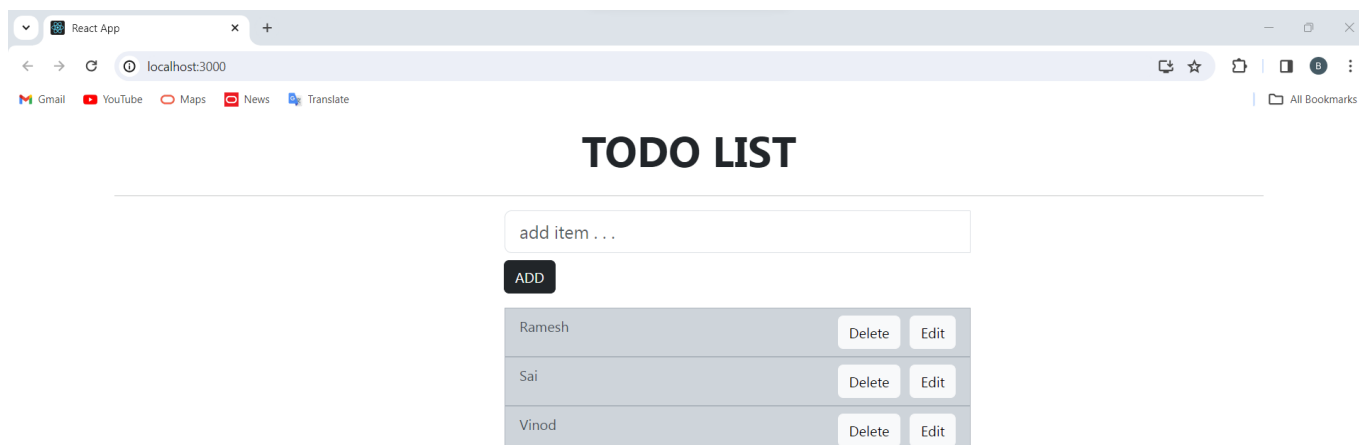 React App
localhost:3000
B
Gmail YouTube Maps News Translate All Bookmarks
TODO LIST
add item . . .
ADD
Ramesh Delete Edit
Sai Delete Edit
Vinod Delete Edit